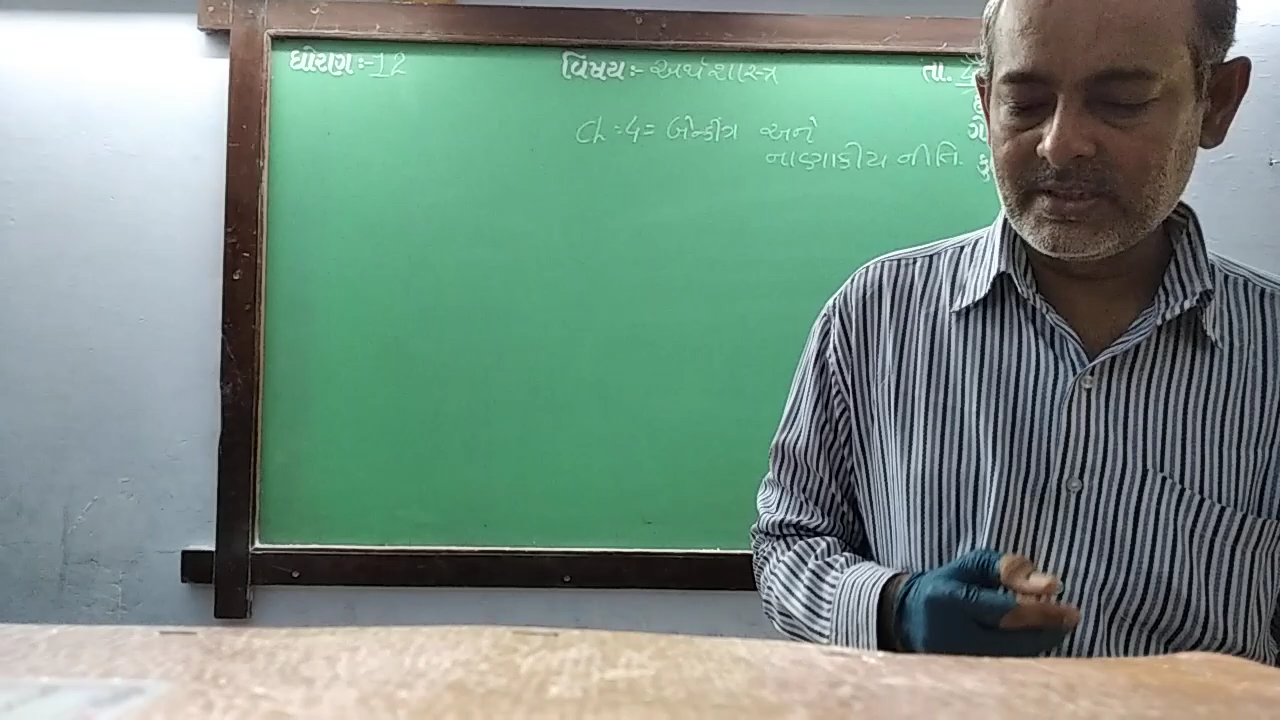 ધોરણ:-12
વિષય:- અર્થશાસ્ત્ર
તા.
Ch :-4= બેન્કીંગ અને
નાણાકીય નીતિ.